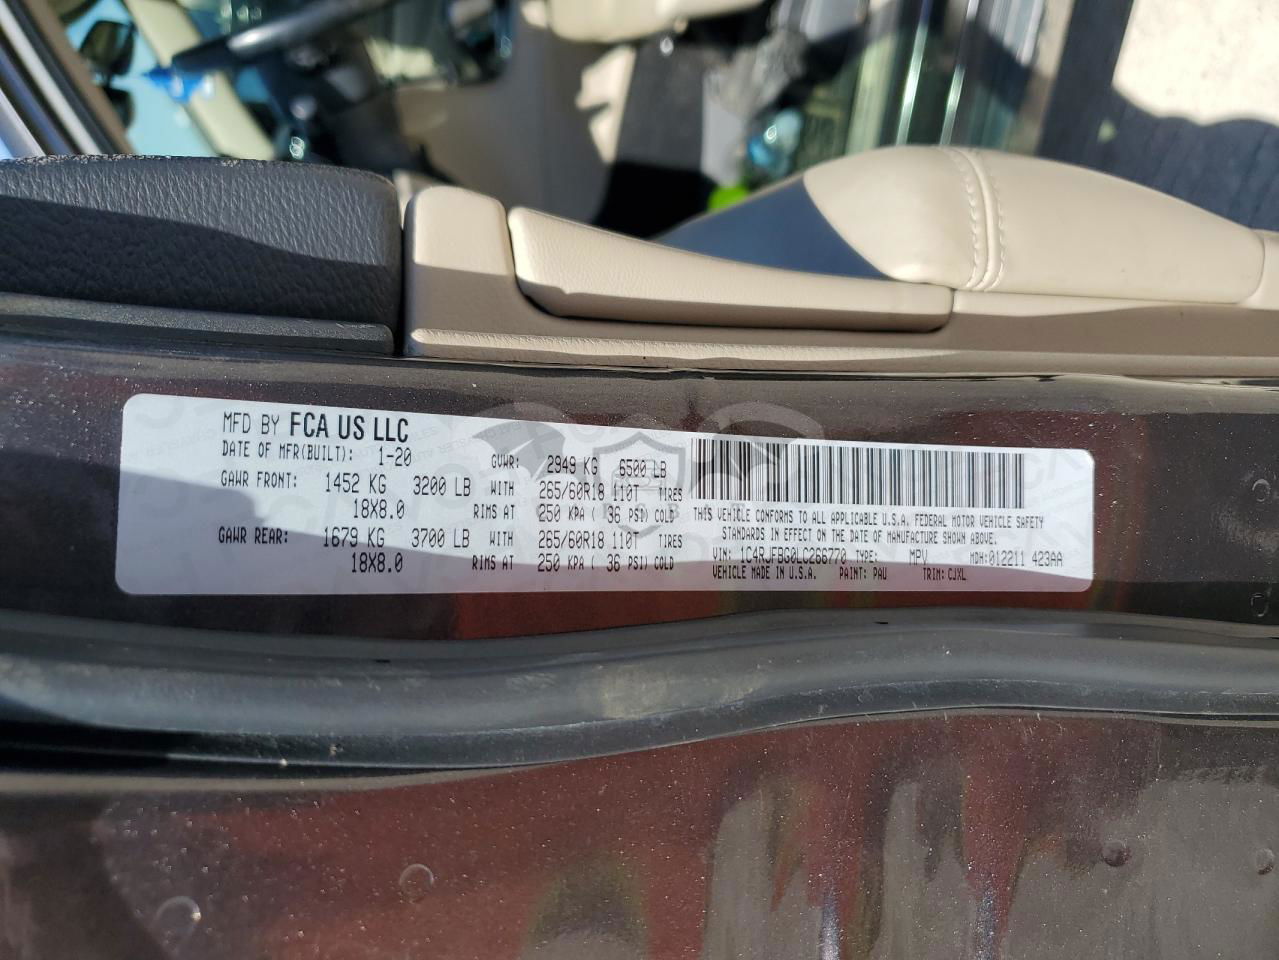 MFD BY FCA US LLC
DATE OF MFR(BUILT): 1-20 GVWR: 2949 KG 6500 LB
GAWR FRONT: 1452 KG 3200 LB WITH 265/60R18 110T TIRES
18X8.0 RIMS AT 250 KPA ( 36 PSI) COLD
GAWR REAR: 1679 KG 3700 LB WITH 265/60R18 110T TIRES
18X8.0 RIMS AT 250 KPA ( 36 PSI) COLD
THIS VEHICLE CONFORMS TO ALL APPLICABLE U.S.A. FEDERAL MOTOR VEHICLE SAFETY
STANDARDS IN EFFECT ON THE DATE OF MANUFACTURE SHOWN ABOVE.
VIN: 1C4RJFBG0LC266770 TYPE: MPV MDH:012211 423AA
VEHICLE MADE IN U.S.A. PAINT: PAU TRIM: CJXL